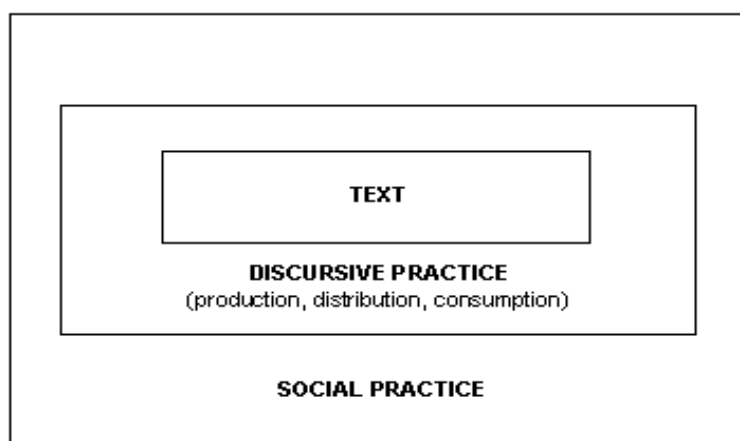 TEXT
DISCURSIVE PRACTICE
(production, distribution, consumption)
SOCIAL PRACTICE